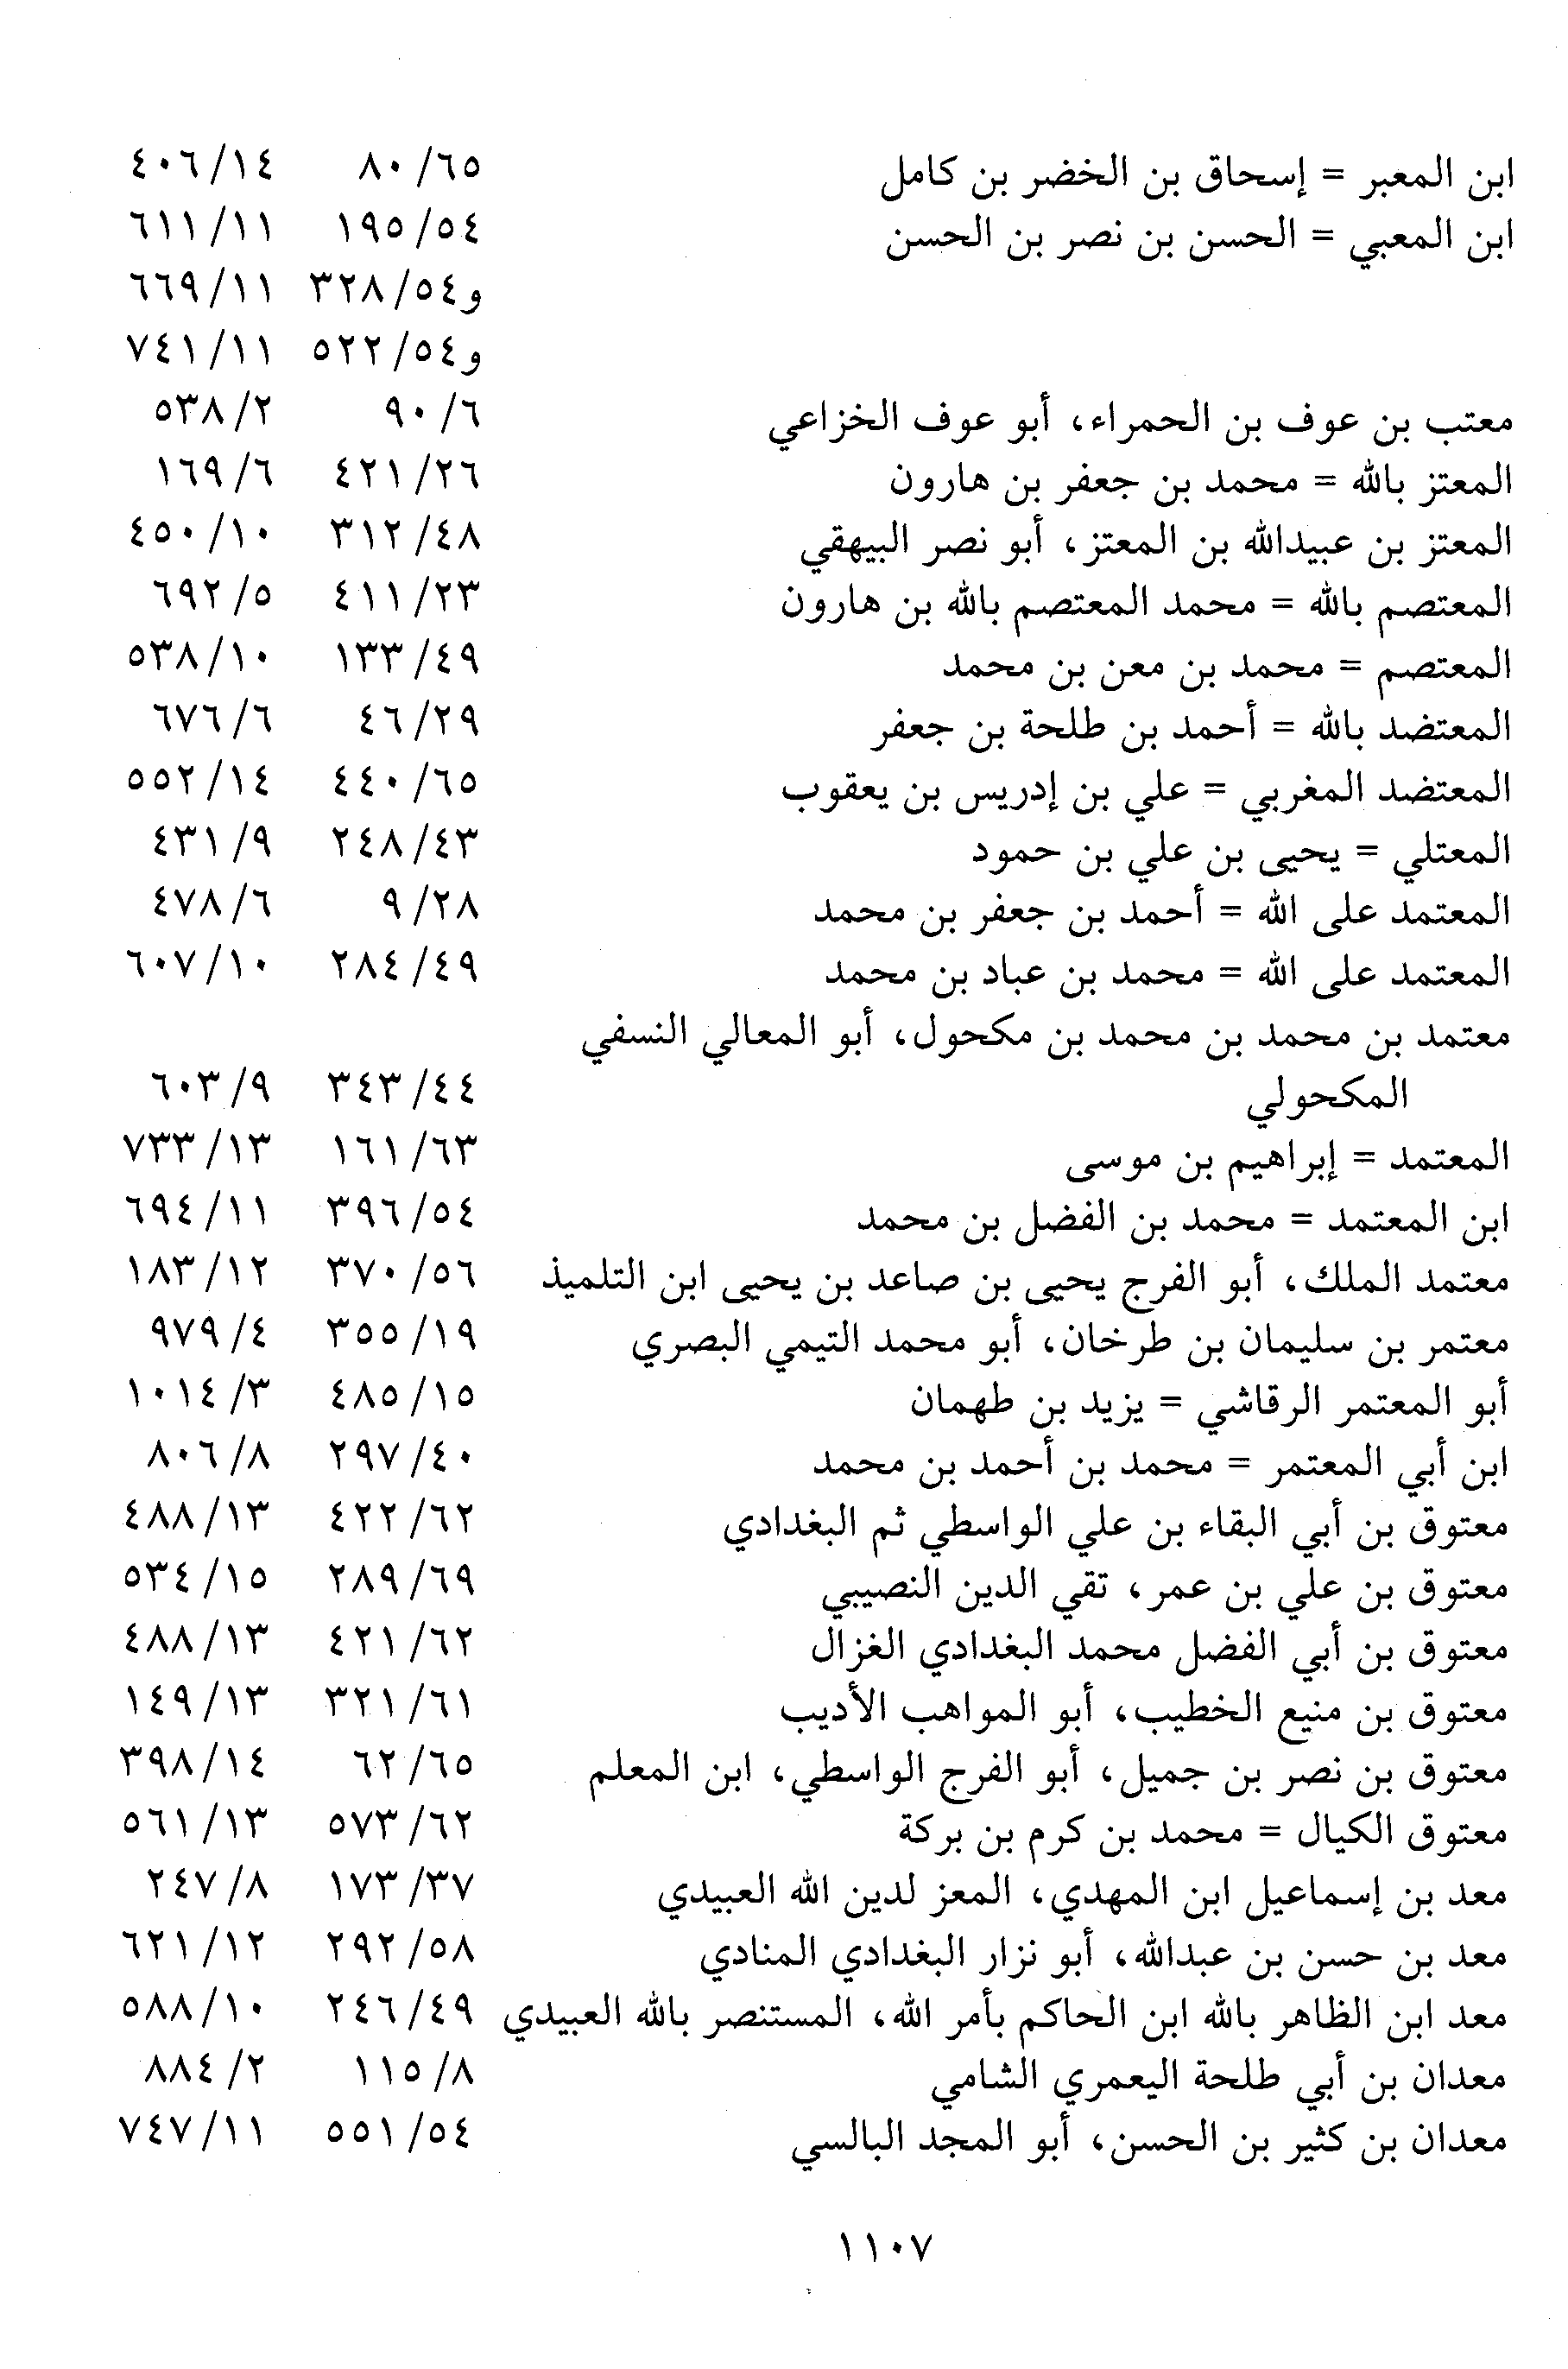 ابن المعبر = إسحاق بن الخضر بن كامل ٨٠/٦٥ ٤٠٦/١٤
ابن المعبي = الحسن بن نصر بن الحسن ١٩٥/٥٤ ٦١١/١١
و٣٢٨/٥٤ ٦٦٩/١١
و٥٢٢/٥٤ ٧٤١/١١
معتب بن عوف بن الحمراء، أبو عوف الخزاعي ٩٠/٦ ٥٣٨/٢
المعتز بالله = محمد بن جعفر بن هارون ٤٢١/٢٦ ١٦٩/٦
المعتز بن عبيدالله بن المعتز، أبو نصر البيهقي ٣١٢/٤٨ ٤٥٠/١٠
المعتصم بالله = محمد المعتصم بالله بن هارون ٤١١/٢٣ ٦٩٢/٥
المعتصم = محمد بن معن بن محمد ١٣٣/٤٩ ٥٣٨/١٠
المعتضد بالله = أحمد بن طلحة بن جعفر ٤٦/٢٩ ٦٧٦/٦
المعتضد المغربي = علي بن إدريس بن يعقوب ٤٤٠/٦٥ ٥٥٢/١٤
المعتلي = يحيى بن علي بن حمود ٢٤٨/٤٣ ٤٣١/٩
المعتمد على الله = أحمد بن جعفر بن محمد ٩/٢٨ ٤٧٨/٦
المعتمد على الله = محمد بن عباد بن محمد ٢٨٤/٤٩ ٦٠٧/١٠
معتمد بن محمد بن محمد بن مكحول، أبو المعالي النسفي
المكحولي ٣٤٣/٤٤ ٦٠٣/٩
المعتمد = إبراهيم بن موسى ١٦١/٦٣ ٧٣٣/١٣
ابن المعتمد = محمد بن الفضل بن محمد ٣٩٦/٥٤ ٦٩٤/١١
معتمد الملك، أبو الفرج يحيى بن صاعد بن يحيى ابن التلميذ ٣٧٠/٥٦ ١٨٣/١٢
معتمر بن سليمان بن طرخان، أبو محمد التيمي البصري ٣٥٥/١٩ ٩٧٩/٤
أبو المعتمر الرقاشي = يزيد بن طهمان ٤٨٥/١٥ ١٠١٤/٣
ابن أبي المعتمر = محمد بن أحمد بن محمد ٢٩٧/٤٠ ٨٠٦/٨
معتوق بن أبي البقاء بن علي الواسطي ثم البغدادي ٤٢٢/٦٢ ٤٨٨/١٣
معتوق بن علي بن عمر، تقي الدين النصيبي ٢٨٩/٦٩ ٥٣٤/١٥
معتوق بن أبي الفضل محمد البغدادي الغزال ٤٢١/٦٢ ٤٨٨/١٣
معتوق بن منيع الخطيب، أبو المواهب الأديب ٣٢١/٦١ ١٤٩/١٣
معتوق بن نصر بن جميل، أبو الفرج الواسطي، ابن المعلم ٦٢/٦٥ ٣٩٨/١٤
معتوق الكيال = محمد بن كرم بن بركة ٥٧٣/٦٢ ٥٦١/١٣
معد بن إسماعيل ابن المهدي، المعز لدين الله العبيدي ١٧٣/٣٧ ٢٤٧/٨
معد بن حسن بن عبدالله، أبو نزار البغدادي المنادي ٢٩٢/٥٨ ٦٢١/١٢
معد ابن الظاهر بالله ابن الحاكم بأمر الله، المستنصر بالله العبيدي ٢٤٦/٤٩ ٥٨٨/١٠
معدان بن أبي طلحة اليعمري الشامي ١١٥/٨ ٨٨٤/٢
معدان بن كثير بن الحسن، أبو المجد البالسي ٥٥١/٥٤ ٧٤٧/١١
١١٠٧